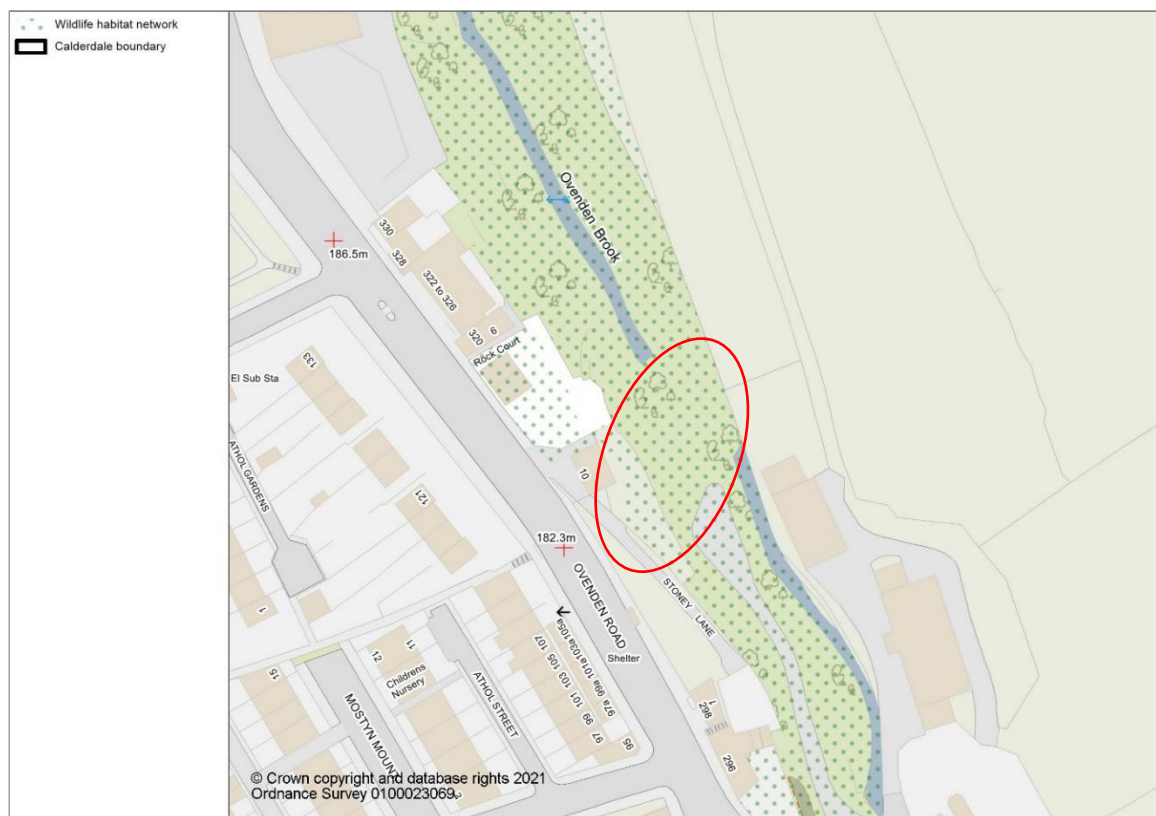 Wildlife habitat network
Calderdale boundary
Ovenden Brook
330
186.5m
328
322 to 326
320
6
Rock Court
133
El Sub Sta
ATHOL GARDENS
10
121
182.3m
OVENDEN ROAD
STONEY LANE
1
105a
103a
101a
99a
97a
Shelter
107
105
103
101
99
97
95
11
12
Childrens
Nursery
15
ATHOL STREET
MOSTYN MOUN
1
298
296
2
© Crown copyright and database rights 2021
Ordnance Survey 0100023069.